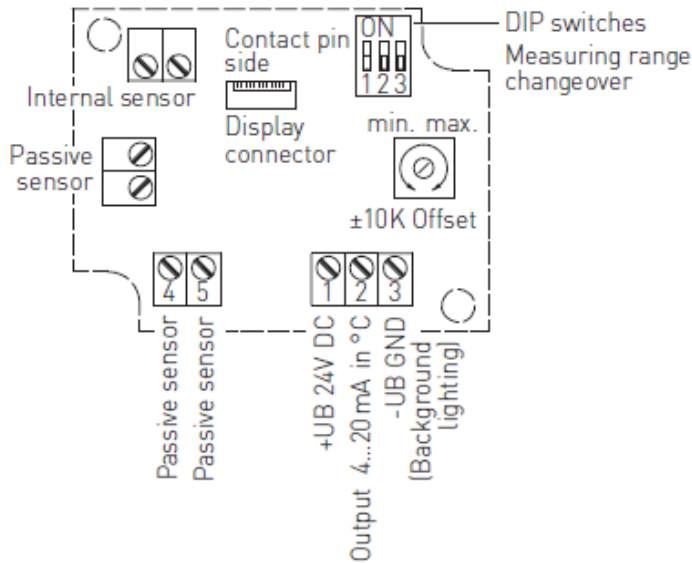 ON
1 2 3
DIP switches
Measuring range
changeover
Contact pin
side
Internal sensor
Display
connector
min. max.
Passive
sensor
±10K Offset
4 5
1 2 3
Passive sensor
Passive sensor
+UB 24V DC
Output 4...20 mA in °C
-UB GND
(Background
lighting)